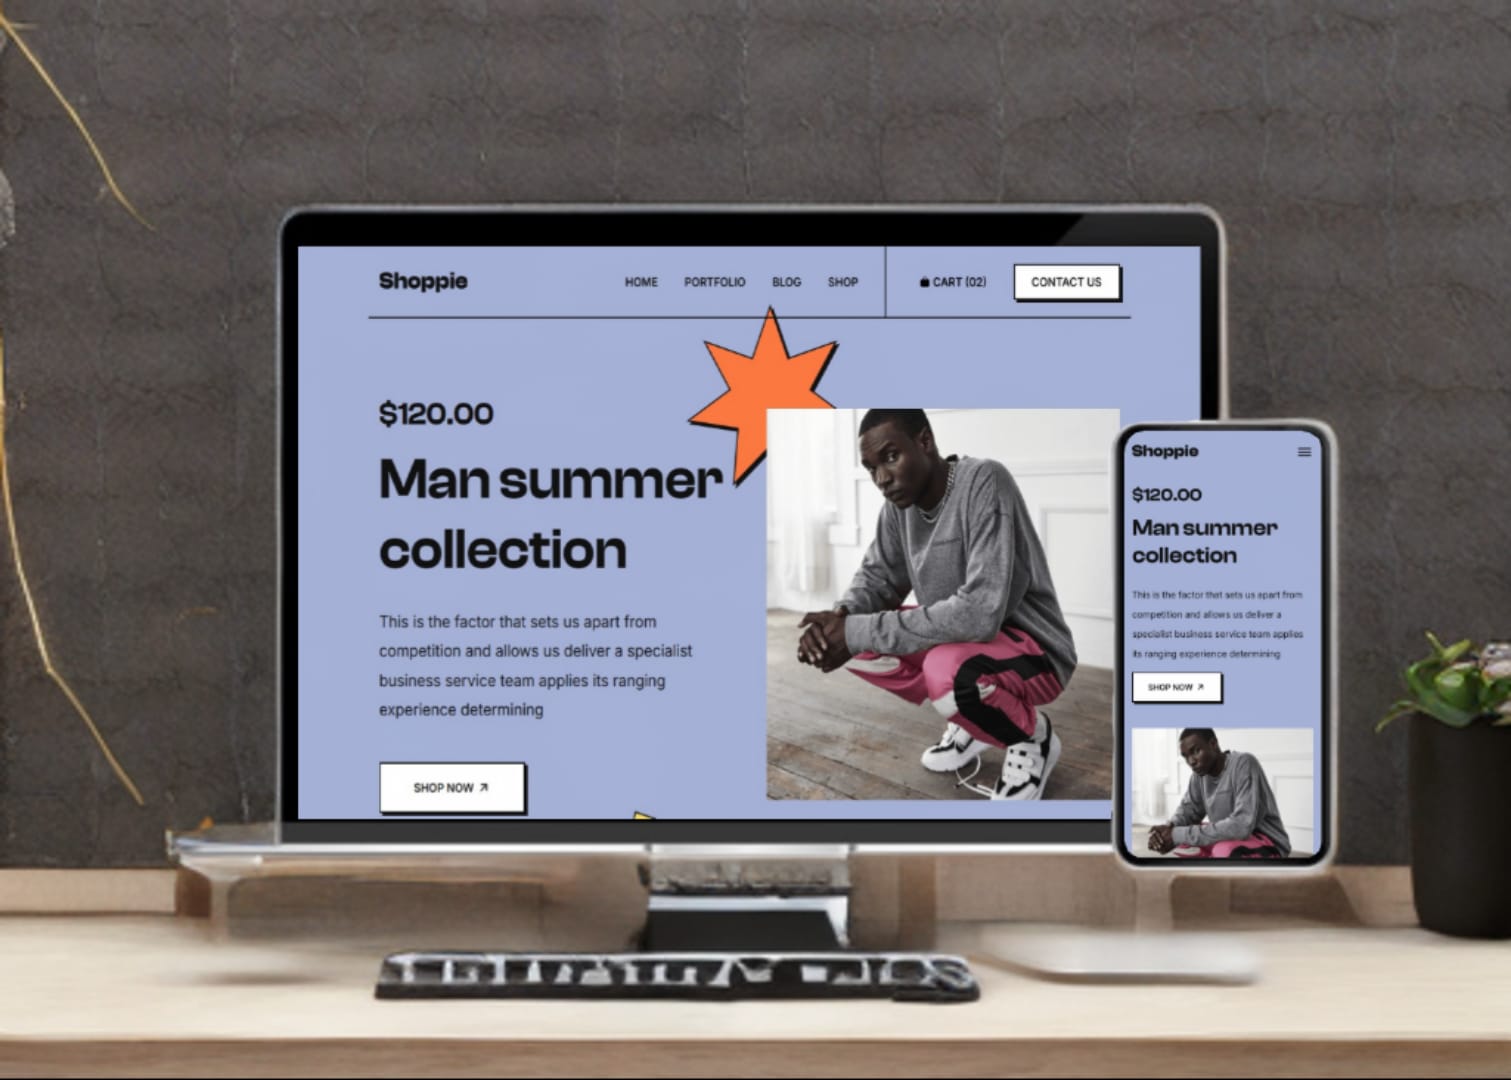 Shoppie
HOME PORTFOLIO BLOG SHOP CART (02) CONTACT US
$120.00
Man summer
collection
This is the factor that sets us apart from
competition and allows us deliver a specialist
business service team applies its ranging
experience determining
SHOP NOW
Shoppie
$120.00
Man summer
collection
This is the factor that sets us apart from
competition and allows us deliver a
specialist business service team applies
its ranging experience determining
SHOP NOW